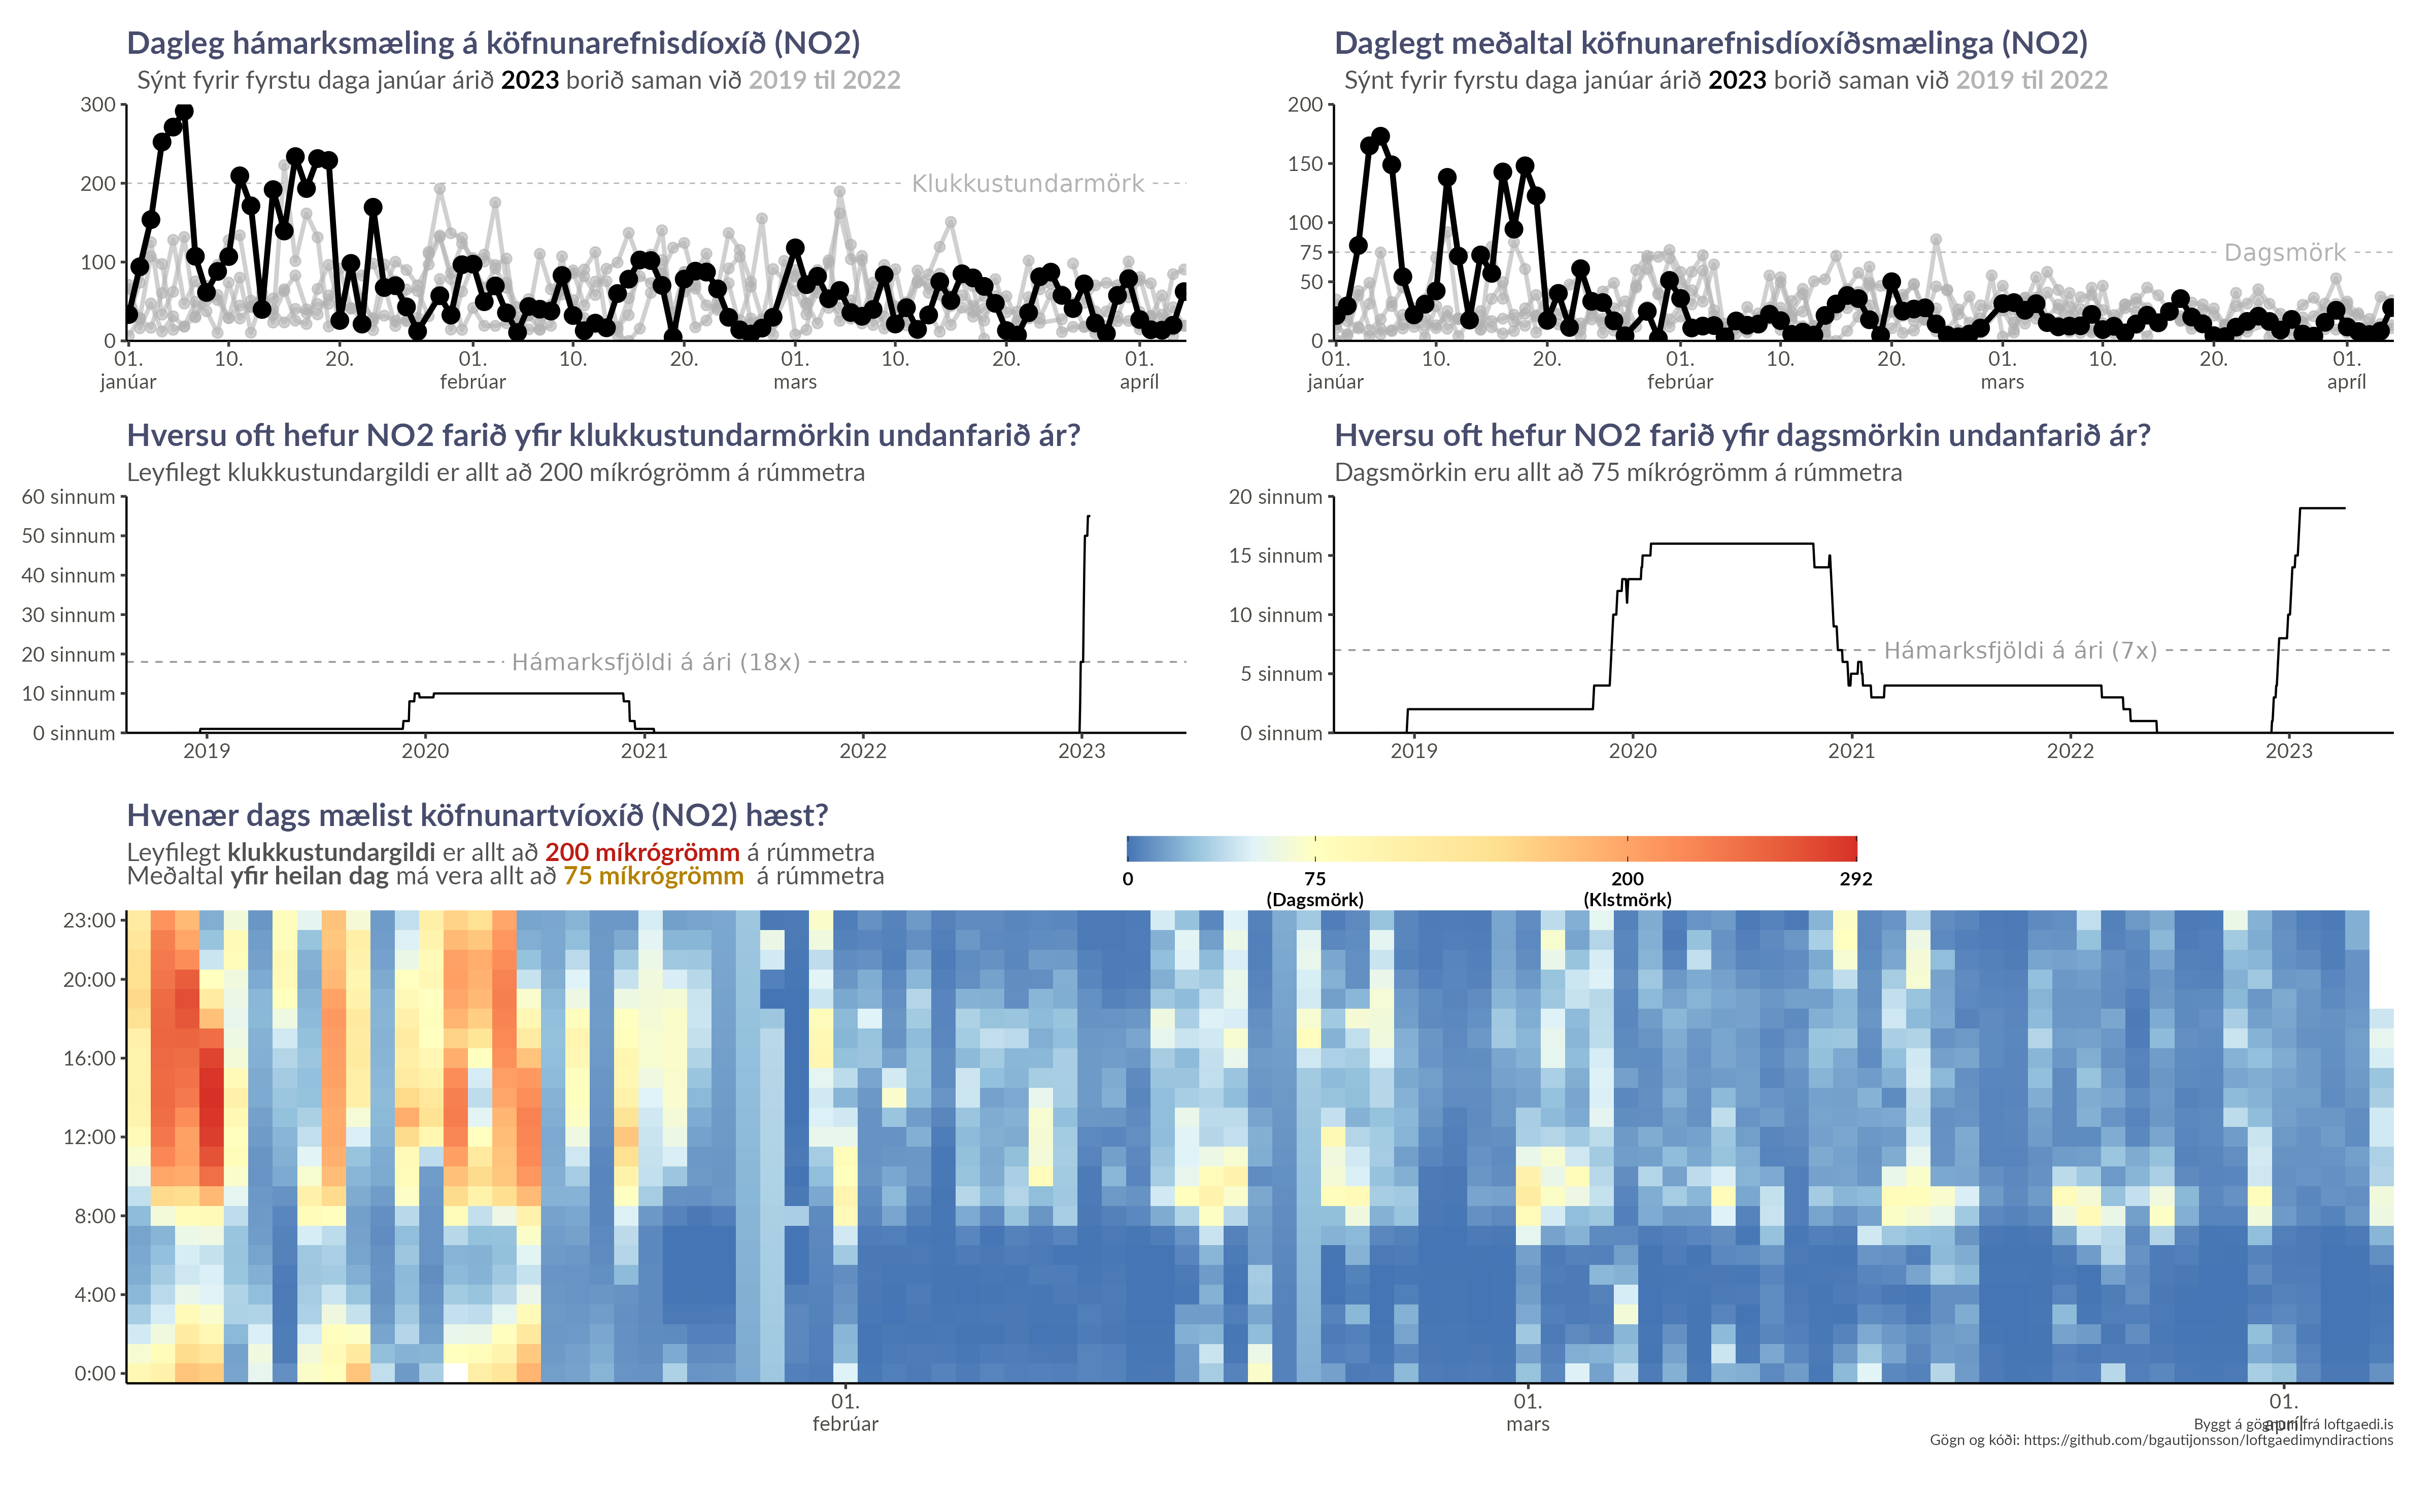 Dagleg hámarksmæling á köfnunarefnisdíoxíð (NO2)
Sýnt fyrir fyrstu daga janúar árið 2023 borið saman við 2019 til 2022
300
200
100
0
Klukkustundarmörk
01. 10. 20. 01. 10. 20. 01. 10. 20. 01.
janúar febrúar mars apríl
Daglegt meðaltal köfnunarefnisdíoxíðsmælinga (NO2)
Sýnt fyrir fyrstu daga janúar árið 2023 borið saman við 2019 til 2022
200
150
100
75
50
0
Dagsmörk
01. 10. 20. 01. 10. 20. 01. 10. 20. 01.
janúar febrúar mars apríl
Hversu oft hefur NO2 farið yfir klukkustundarmörkin undanfarið ár?
Leyfilegt klukkustundargildi er allt að 200 míkrógrömm á rúmmetra
60 sinnum
50 sinnum
40 sinnum
30 sinnum
20 sinnum
10 sinnum
0 sinnum
Hámarksfjöldi á ári (18x)
2019 2020 2021 2022 2023
Hversu oft hefur NO2 farið yfir dagsmörkin undanfarið ár?
Dagsmörkin eru allt að 75 míkrógrömm á rúmmetra
20 sinnum
15 sinnum
10 sinnum
5 sinnum
0 sinnum
Hámarksfjöldi á ári (7x)
2019 2020 2021 2022 2023
Hvenær dags mælist köfnunartvíoxíð (NO2) hæst?
Leyfilegt klukkustundargildi er allt að 200 míkrógrömm á rúmmetra
Meðaltal yfir heilan dag má vera allt að 75 míkrógrömm á rúmmetra
0 75 200 292
(Dagsmörk) (Klstmörk)
23:00
20:00
16:00
12:00
8:00
4:00
0:00
01. 01. 01.
febrúar mars apríl
Byggt á gögnum frá loftgaedi.is
Gögn og kóði: https://github.com/bgautijonsson/loftgaedimyndiractions